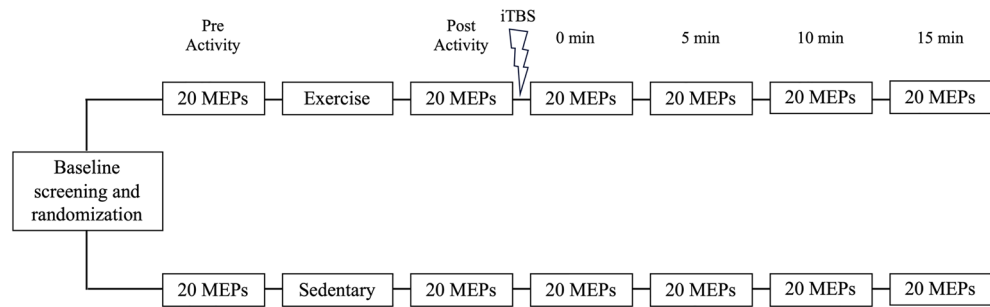 iTBS
Pre
Activity
Post
Activity
0 min
5 min
10 min
15 min
20 MEPs
Exercise
20 MEPs
20 MEPs
20 MEPs
20 MEPs
20 MEPs
Baseline
screening and
randomization
20 MEPs
Sedentary
20 MEPs
20 MEPs
20 MEPs
20 MEPs
20 MEPs